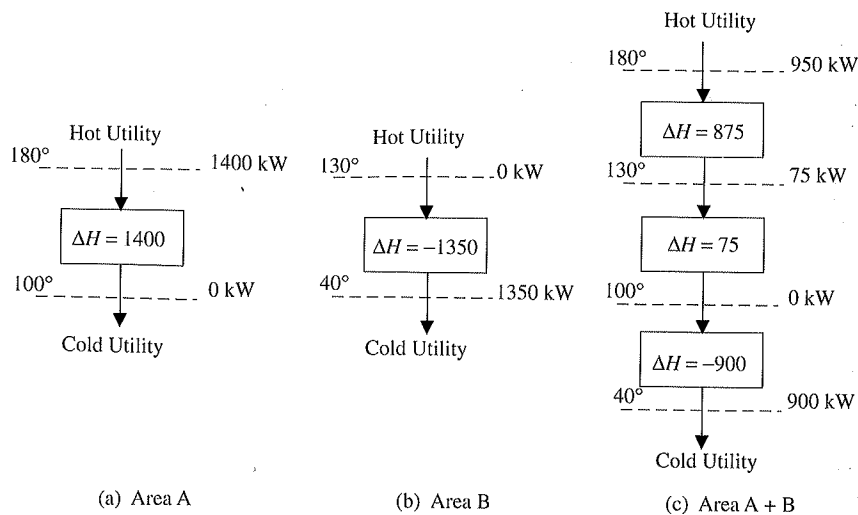 Hot Utility
180° 1400 kW
ΔH = 1400
100° 0 kW
Cold Utility
(a) Area A
Hot Utility
130° 0 kW
ΔH = −1350
40° 1350 kW
Cold Utility
(b) Area B
Hot Utility
180° 950 kW
ΔH = 875
130° 75 kW
ΔH = 75
100° 0 kW
ΔH = −900
40° 900 kW
Cold Utility
(c) Area A + B